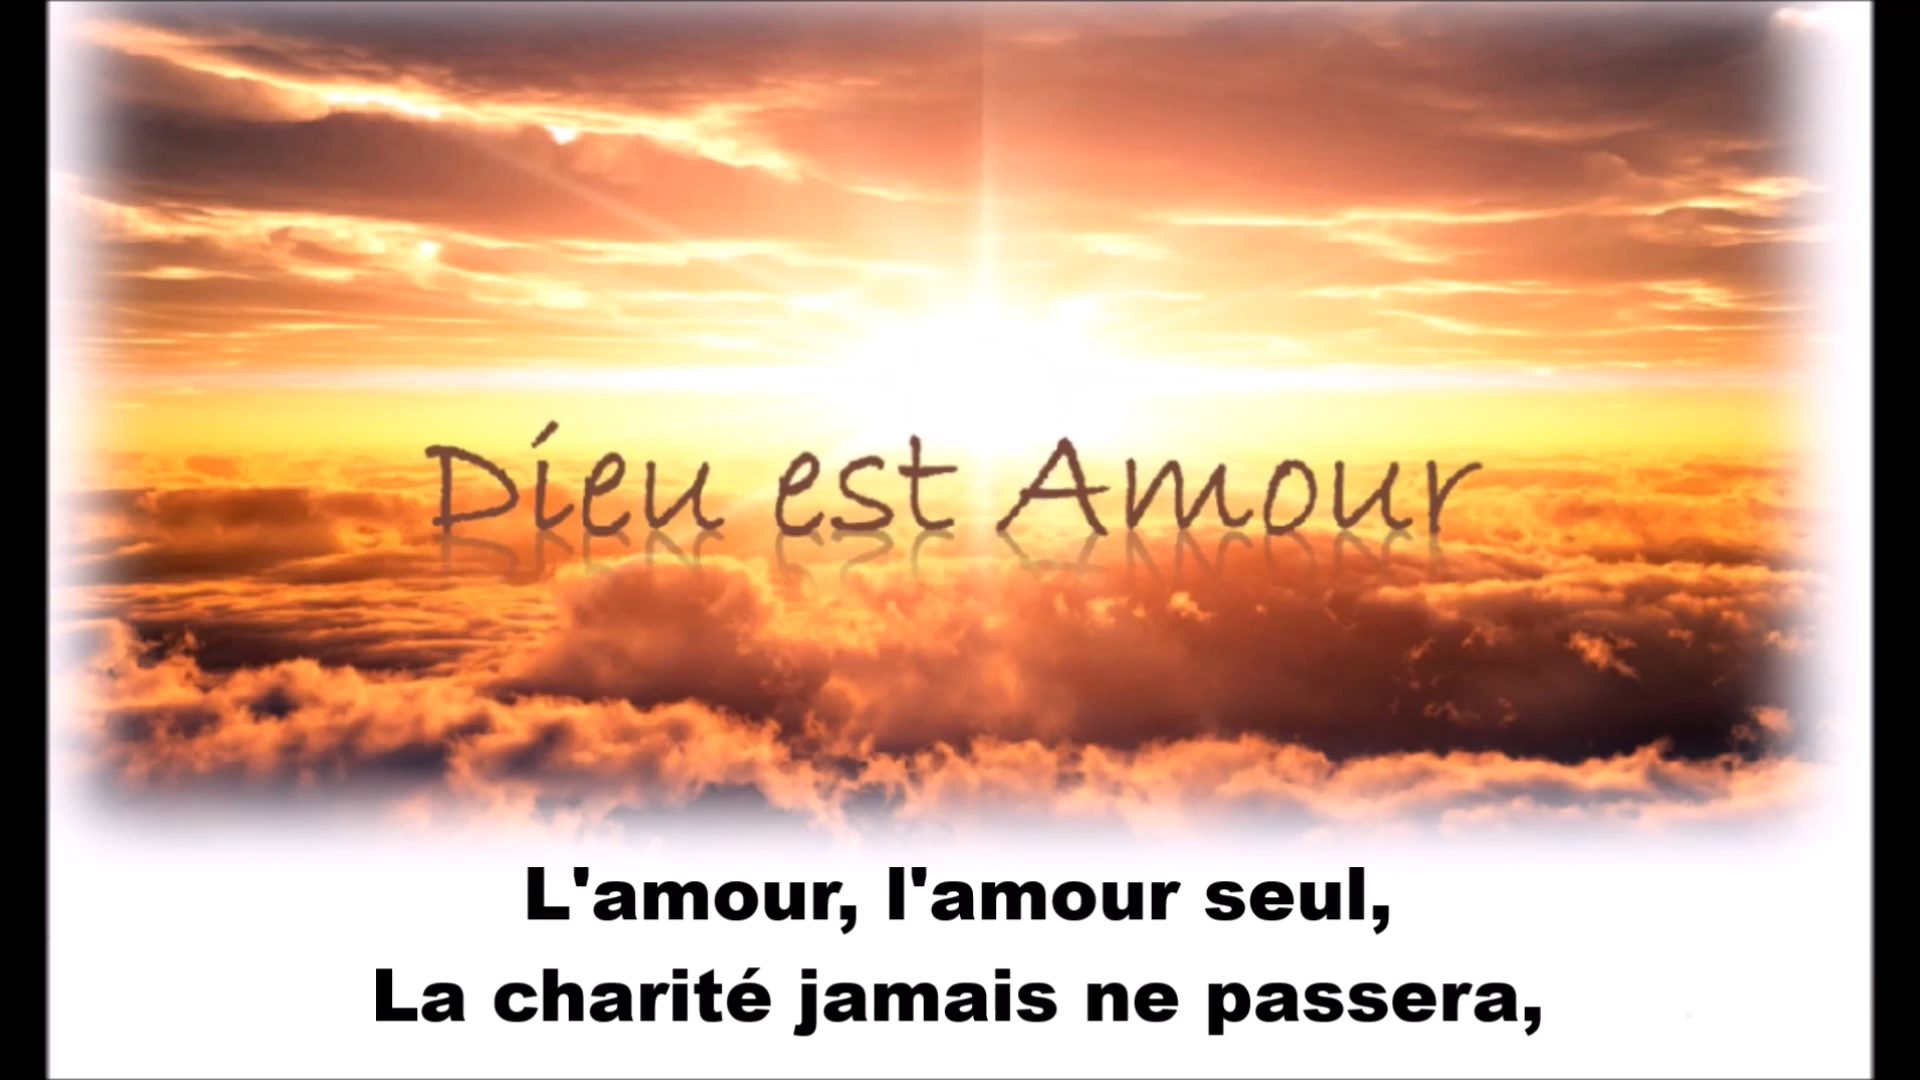 Dieu est Amour
L'amour, l'amour seul,
La charité jamais ne passera,